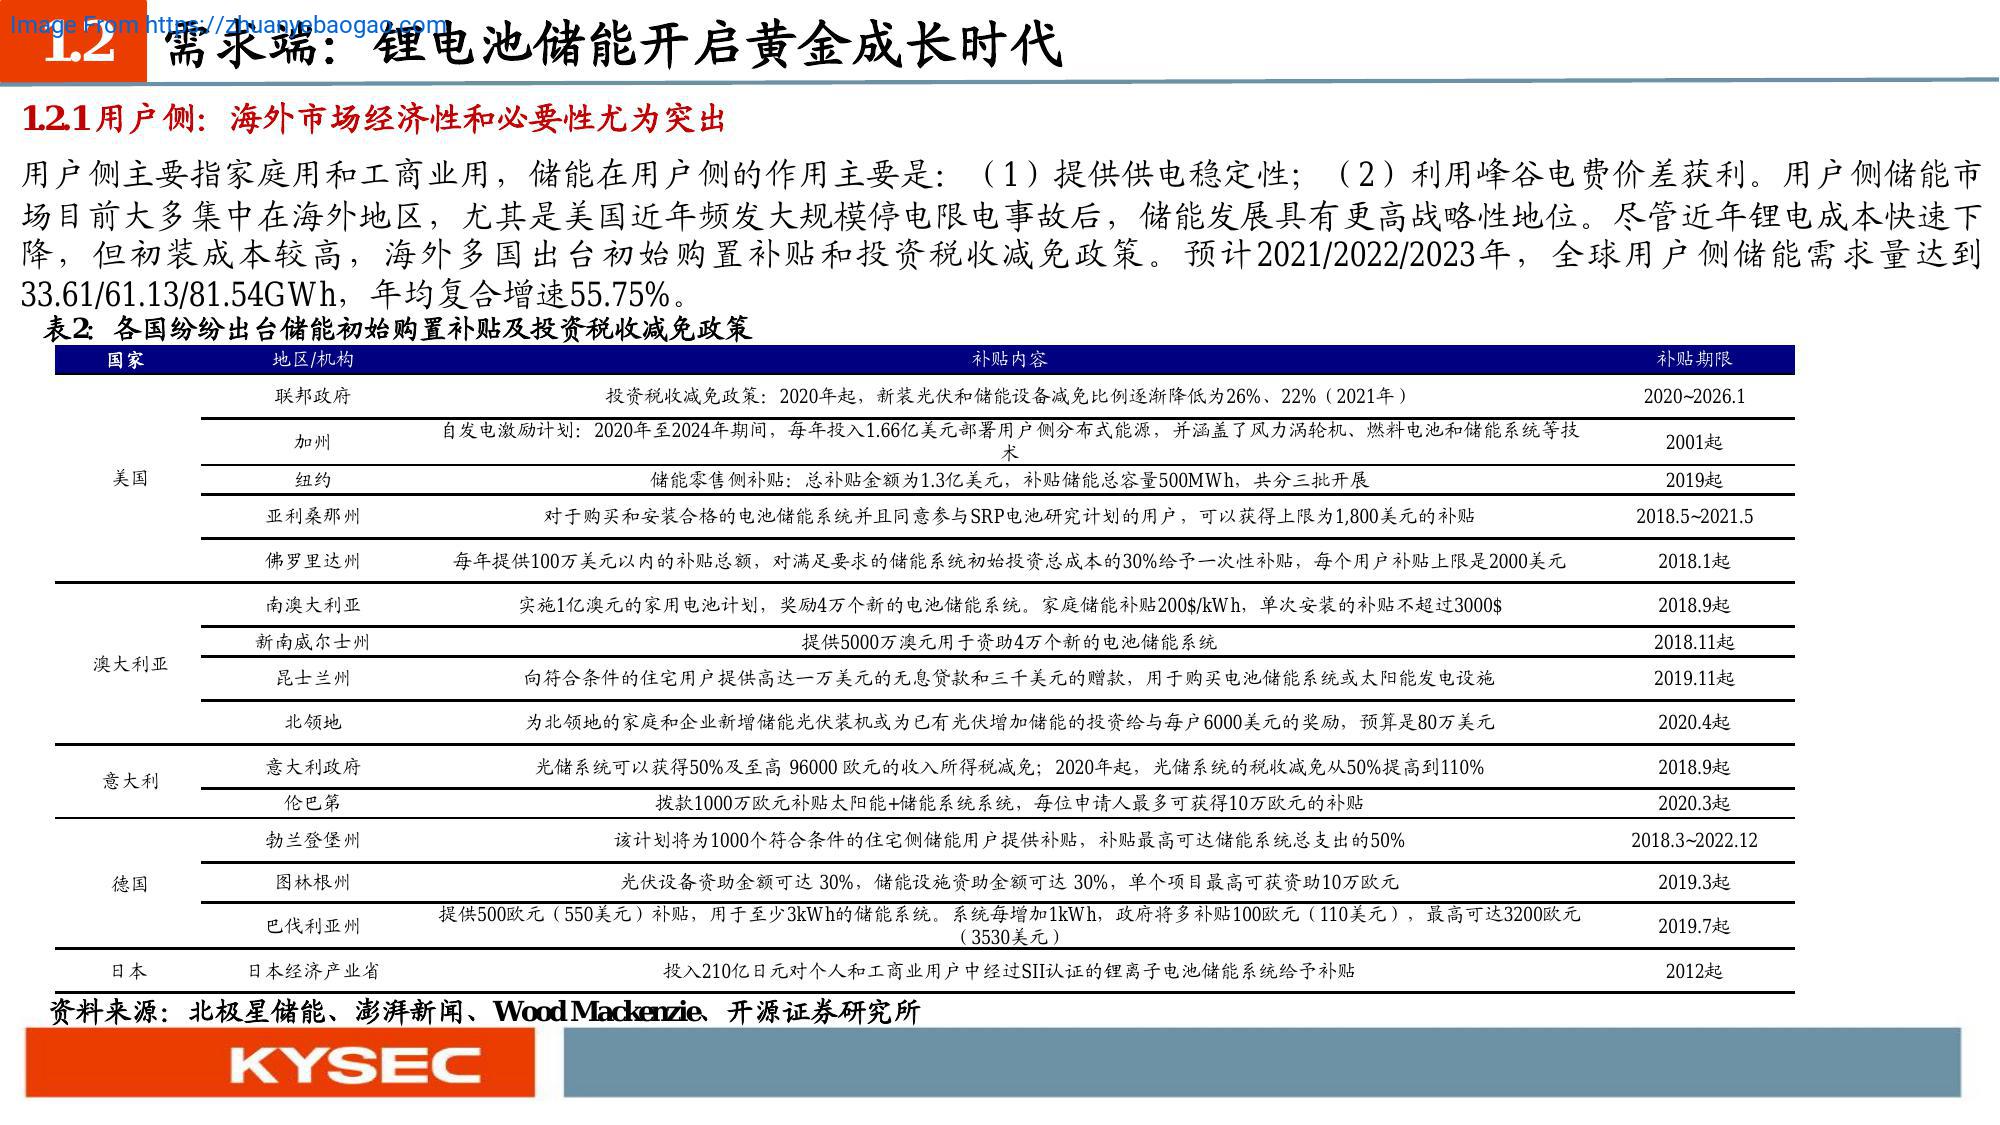 Image From https://zhuanyebaogao.com
1.2 需求端：锂电池储能开启黄金成长时代
1.2.1用户侧：海外市场经济性和必要性尤为突出
用户侧主要指家庭用和工商业用，储能在用户侧的作用主要是：（1）提供供电稳定性；（2）利用峰谷电费价差获利。用户侧储能市
场目前大多集中在海外地区，尤其是美国近年频发大规模停电限电事故后，储能发展具有更高战略性地位。尽管近年锂电成本快速下
降，但初装成本较高，海外多国出台初始购置补贴和投资税收减免政策。预计2021/2022/2023年，全球用户侧储能需求量达到
33.61/61.13/81.54GWh，年均复合增速55.75%。
表2：各国纷纷出台储能初始购置补贴及投资税收减免政策
国家 地区/机构 补贴内容 补贴期限
美国
联邦政府 投资税收减免政策：2020年起，新装光伏和储能设备减免比例逐渐降低为26%、22%（2021年） 2020~2026.1
加州 自发电激励计划：2020年至2024年期间，每年投入1.66亿美元部署用户侧分布式能源，并涵盖了风力涡轮机、燃料电池和储能系统等技
术 2001起
纽约 储能零售侧补贴：总补贴金额为1.3亿美元，补贴储能总容量500MWh，共分三批开展 2019起
亚利桑那州 对于购买和安装合格的电池储能系统并且同意参与SRP电池研究计划的用户，可以获得上限为1,800美元的补贴 2018.5~2021.5
佛罗里达州 每年提供100万美元以内的补贴总额，对满足要求的储能系统初始投资总成本的30%给予一次性补贴，每个用户补贴上限是2000美元 2018.1起
澳大利亚
南澳大利亚 实施1亿澳元的家用电池计划，奖励4万个新的电池储能系统。家庭储能补贴200$/kWh，单次安装的补贴不超过3000$ 2018.9起
新南威尔士州 提供5000万澳元用于资助4万个新的电池储能系统 2018.11起
昆士兰州 向符合条件的住宅用户提供高达一万美元的无息贷款和三千美元的赠款，用于购买电池储能系统或太阳能发电设施 2019.11起
北领地 为北领地的家庭和企业新增储能光伏装机或为已有光伏增加储能的投资给与每户6000美元的奖励，预算是80万美元 2020.4起
意大利
意大利政府 光储系统可以获得50%及至高 96000 欧元的收入所得税减免；2020年起，光储系统的税收减免从50%提高到110% 2018.9起
伦巴第 拨款1000万欧元补贴太阳能+储能系统系统，每位申请人最多可获得10万欧元的补贴 2020.3起
德国
勃兰登堡州 该计划将为1000个符合条件的住宅侧储能用户提供补贴，补贴最高可达储能系统总支出的50% 2018.3~2022.12
图林根州 光伏设备资助金额可达 30%，储能设施资助金额可达 30%，单个项目最高可获资助10万欧元 2019.3起
巴伐利亚州 提供500欧元（550美元）补贴，用于至少3kWh的储能系统。系统每增加1kWh，政府将多补贴100欧元（110美元），最高可达3200欧元
（3530美元） 2019.7起
日本 日本经济产业省 投入210亿日元对个人和工商业用户中经过SII认证的锂离子电池储能系统给予补贴 2012起
资料来源：北极星储能、澎湃新闻、Wood Mackenzie、开源证券研究所
KYSEC